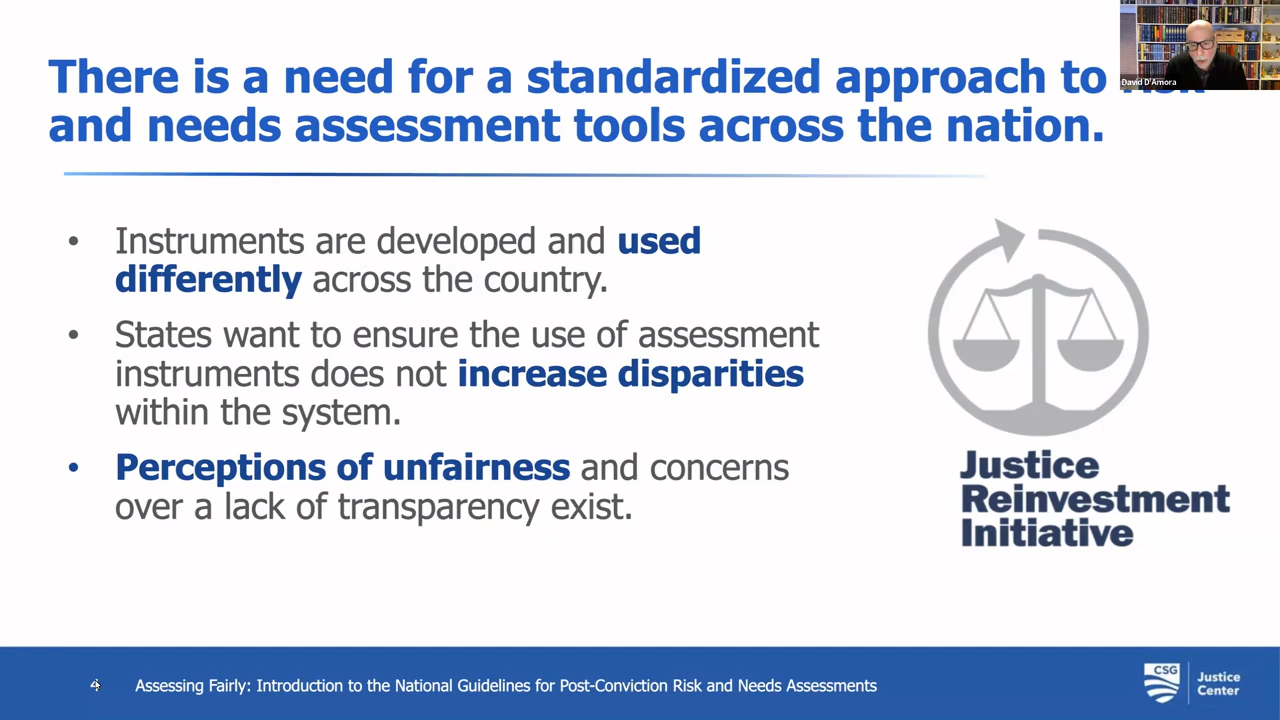 There is a need for a standardized approach to
and needs assessment tools across the nation.
David D'Amora
• Instruments are developed and used
differently across the country.
• States want to ensure the use of assessment
instruments does not increase disparities
within the system.
• Perceptions of unfairness and concerns
over a lack of transparency exist.
Justice
Reinvestment
Initiative
4
Assessing Fairly: Introduction to the National Guidelines for Post-Conviction Risk and Needs Assessments
CSG
Justice
Center